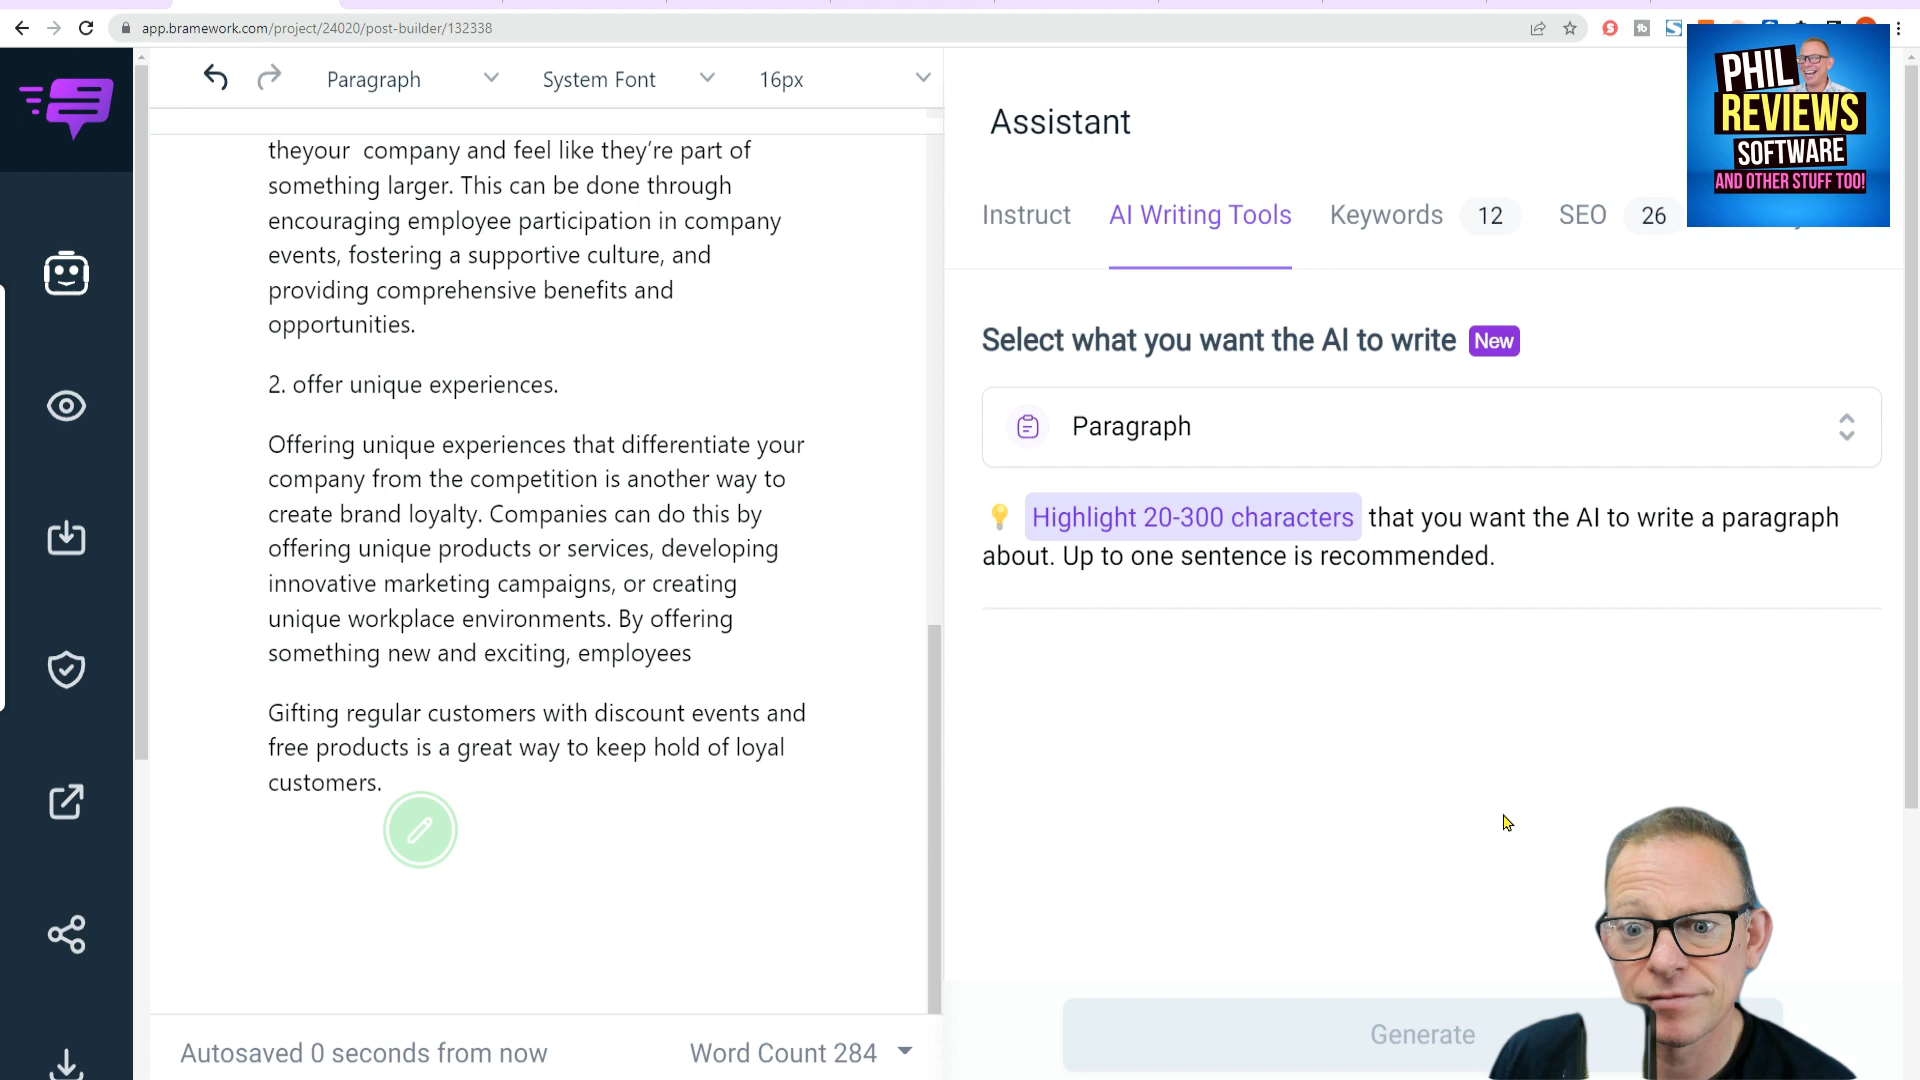 app.bramework.com/project/24020/post-builder/132338
Paragraph
System Font
16px
theyour  company and feel like they’re part of
something larger. This can be done through
encouraging employee participation in company
events, fostering a supportive culture, and
providing comprehensive benefits and
opportunities.
2. offer unique experiences.
Offering unique experiences that differentiate your
company from the competition is another way to
create brand loyalty. Companies can do this by
offering unique products or services, developing
innovative marketing campaigns, or creating
unique workplace environments. By offering
something new and exciting, employees
Gifting regular customers with discount events and
free products is a great way to keep hold of loyal
customers.
Autosaved 0 seconds from now
Word Count 284
Assistant
Instruct
AI Writing Tools
Keywords 12
SEO 26
Select what you want the AI to write New
Paragraph
Highlight 20-300 characters that you want the AI to write a paragraph
about. Up to one sentence is recommended.
Generate
PHIL
REVIEWS
SOFTWARE
AND OTHER STUFF TOO!